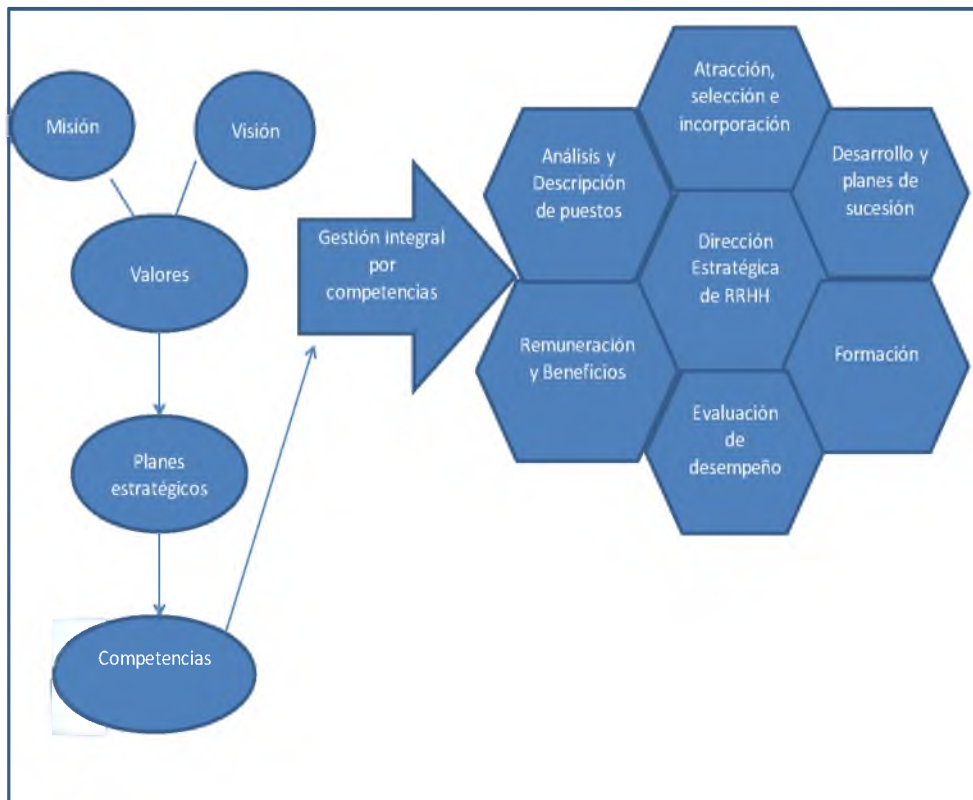 Misión
Visión
Valores
Planes
estratégicos
Competencias
Gestión integral
por
competencias
Análisis y
Descripción
de puestos
Atracción,
selección e
incorporación
Desarrollo y
planes de
sucesión
Dirección
Estratégica
de RRHH
Remuneración
y Beneficios
Formación
Evaluación
de
desempeño